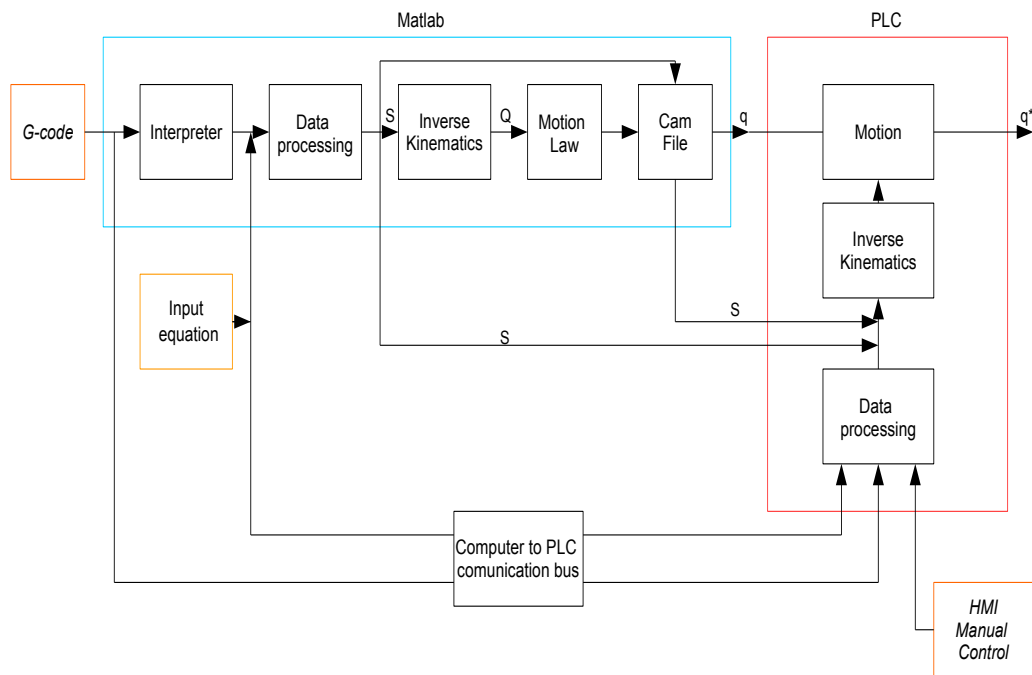 Matlab
PLC
G-code
Interpreter
Data
processing
S
Inverse
Kinematics
Q
Motion
Law
Cam
File
q
Motion
q*
Inverse
Kinematics
Input
equation
S
S
Data
processing
Computer to PLC
comunication bus
HMI
Manual
Control